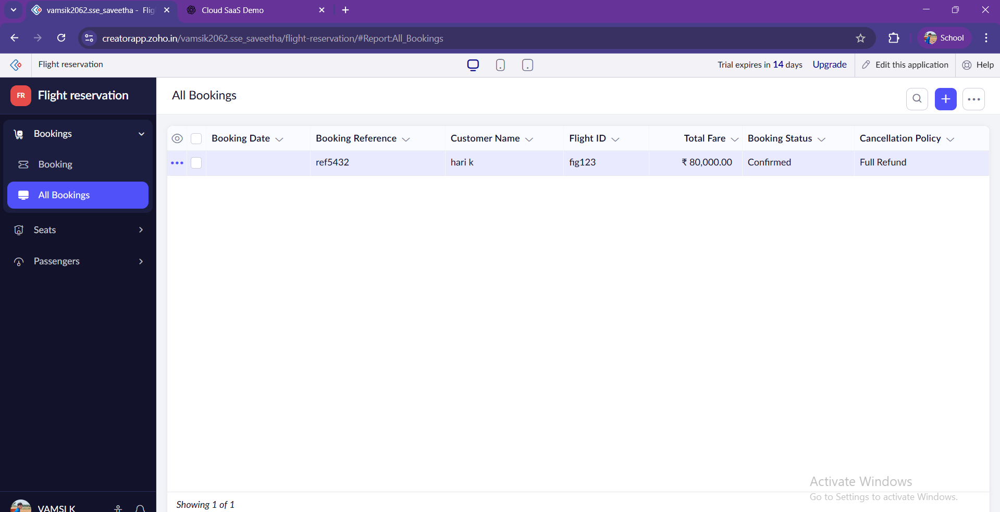 vamsik2062.sse_saveetha - Flig
Cloud SaaS Demo
creatorapp.zoho.in/vamsik2062.sse_saveetha/flight-reservation/#Report:All_Bookings
School
Flight reservation
Trial expires in 14 days
Upgrade
Edit this application
Help
FR
Flight reservation
All Bookings
Bookings
Booking
All Bookings
Seats
Passengers
Booking Date
Booking Reference
Customer Name
Flight ID
Total Fare
Booking Status
Cancellation Policy
ref5432
hari k
fig123
₹ 80,000.00
Confirmed
Full Refund
Activate Windows
Go to Settings to activate Windows.
Showing 1 of 1
VAMSI K